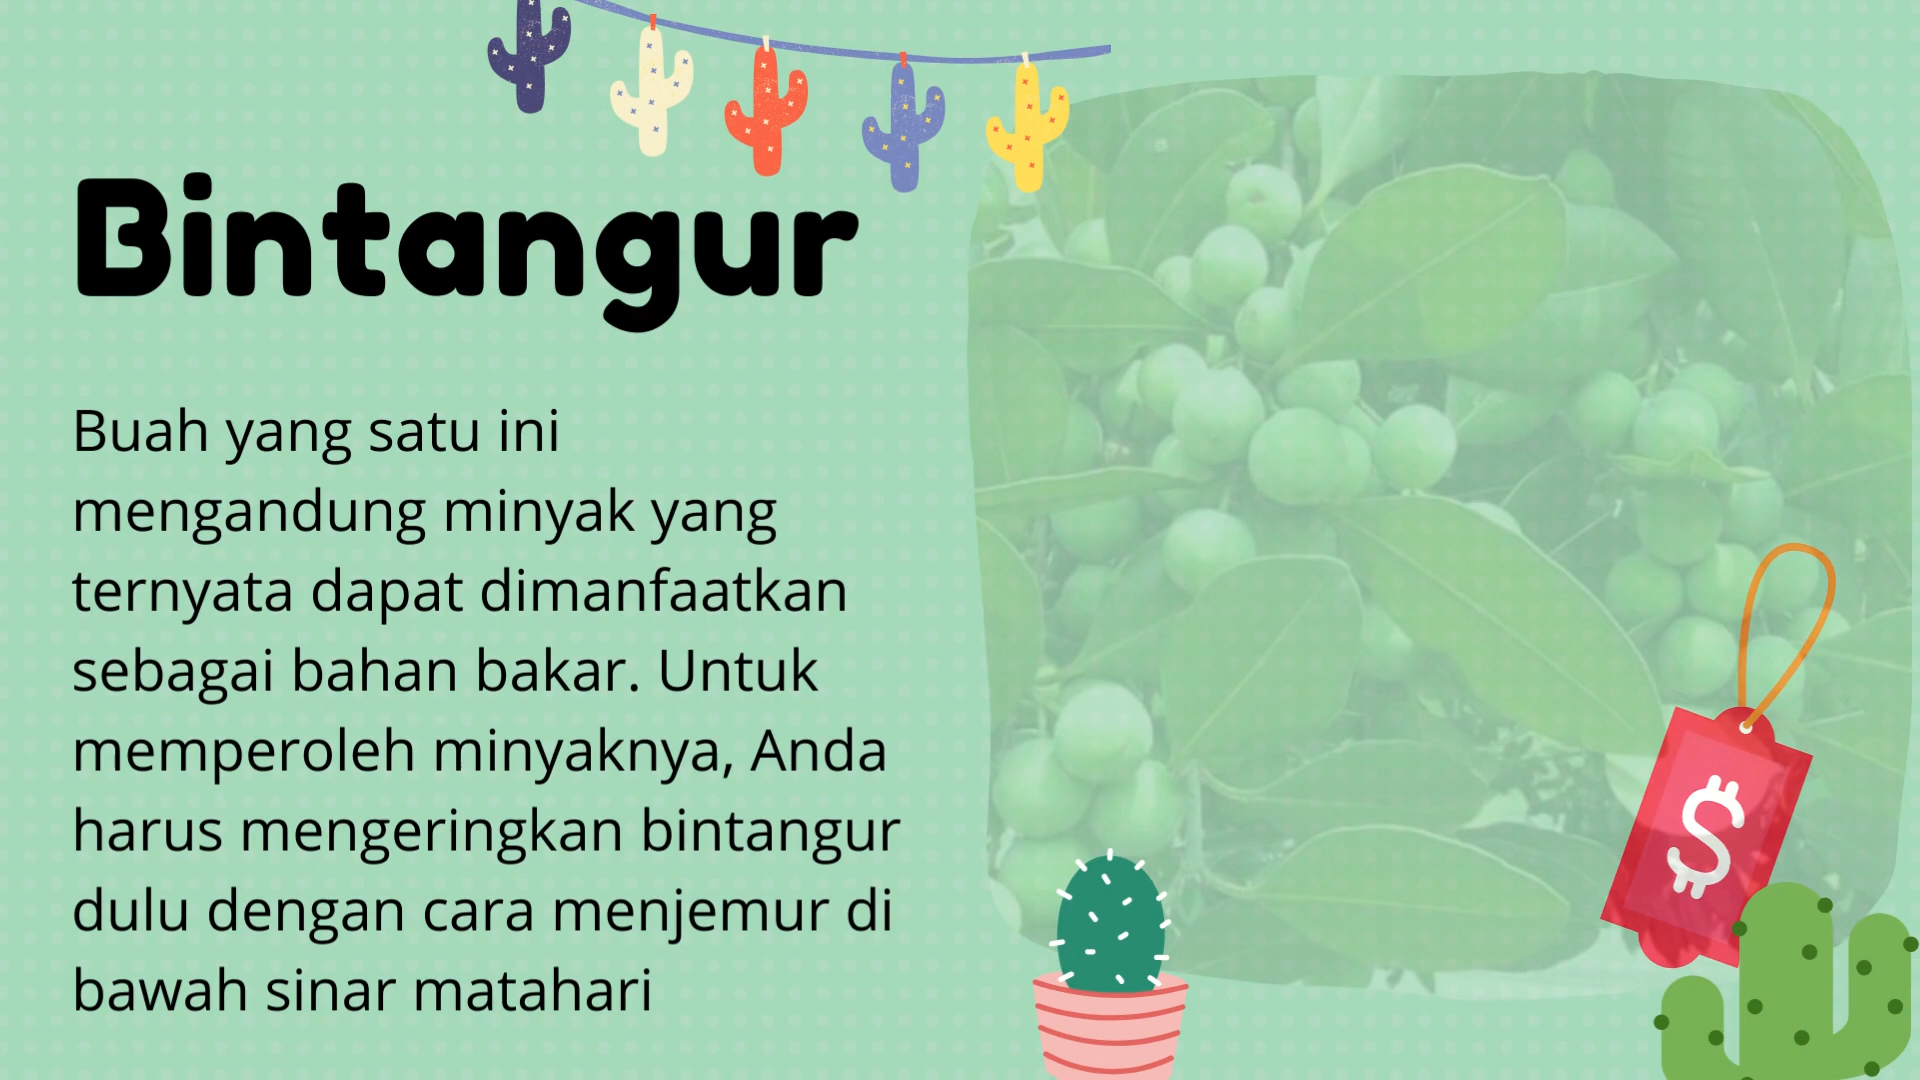 Bintangur
Buah yang satu ini
mengandung minyak yang
ternyata dapat dimanfaatkan
sebagai bahan bakar. Untuk
memperoleh minyaknya, Anda
harus mengeringkan bintangur
dulu dengan cara menjemur di
bawah sinar matahari
$